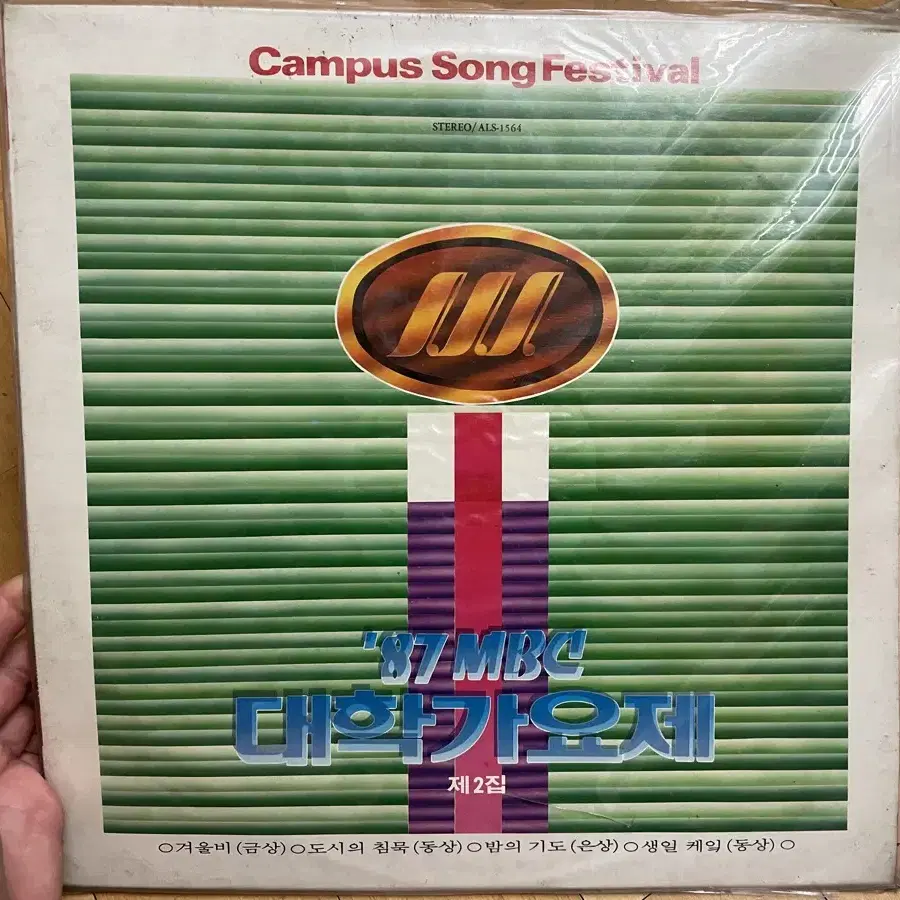 Campus Song Festival
STEREO/ALS-1564
'87 MBC
대학가요제
제2집
○겨울비(금상)○도시의 침묵(동상)○밤의 기도(은상)○생일 케잌(동상)○